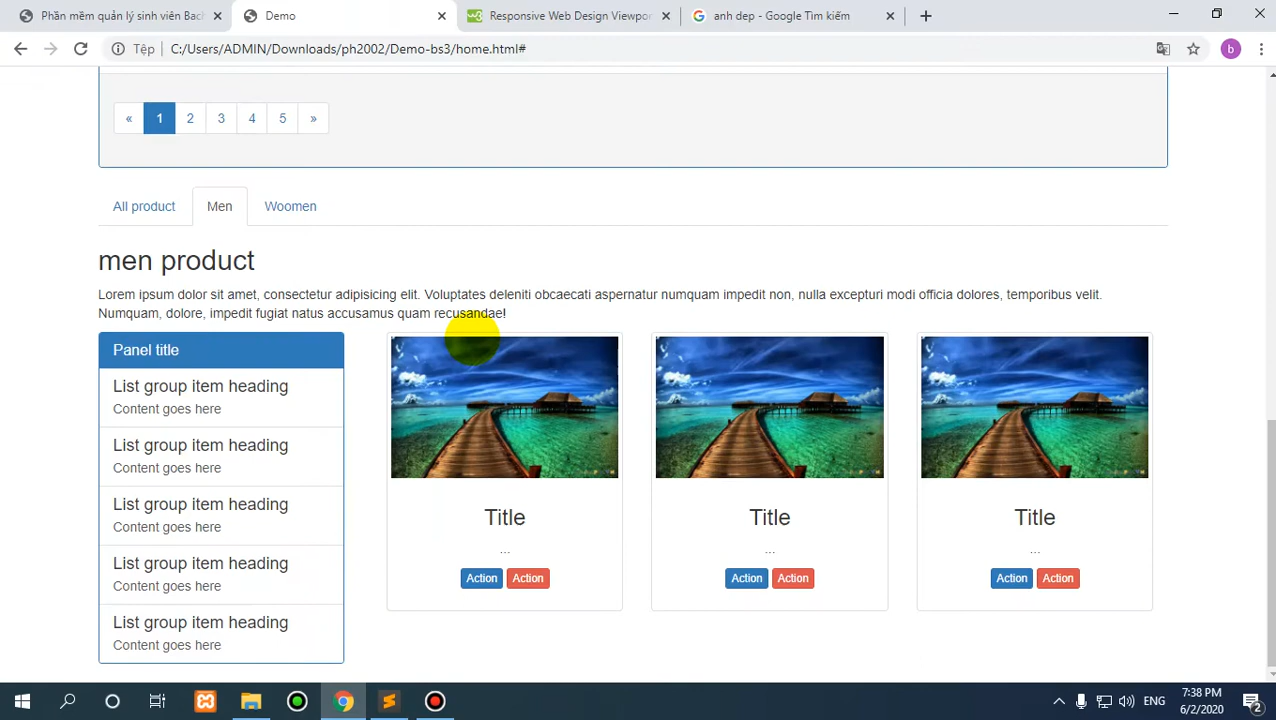 Phần mềm quản lý sinh viên Bach
Demo
Responsive Web Design Viewpor
anh dep - Google Tìm kiếm
Tệp
C:/Users/ADMIN/Downloads/ph2002/Demo-bs3/home.html#
b
« 1 2 3 4 5 »
All product Men Woomen
men product
Lorem ipsum dolor sit amet, consectetur adipisicing elit. Voluptates deleniti obcaecati aspernatur numquam impedit non, nulla excepturi modi officia dolores, temporibus velit.
Numquam, dolore, impedit fugiat natus accusamus quam recusandae!
Panel title
List group item heading
Content goes here
List group item heading
Content goes here
List group item heading
Content goes here
List group item heading
Content goes here
List group item heading
Content goes here
Title
...
Action Action
Title
...
Action Action
Title
...
Action Action
ENG
7:38 PM
6/2/2020
2